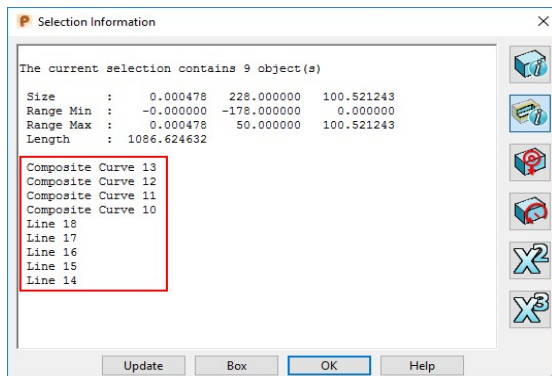 Selection Information
The current selection contains 9 object(s)
Size : 0.000478 228.000000 100.521243
Range Min : -0.000000 -178.000000 0.000000
Range Max : 0.000478 50.000000 100.521243
Length : 1086.624632
Composite Curve 13
Composite Curve 12
Composite Curve 11
Composite Curve 10
Line 18
Line 17
Line 16
Line 15
Line 14
X2
X3
Update Box OK Help